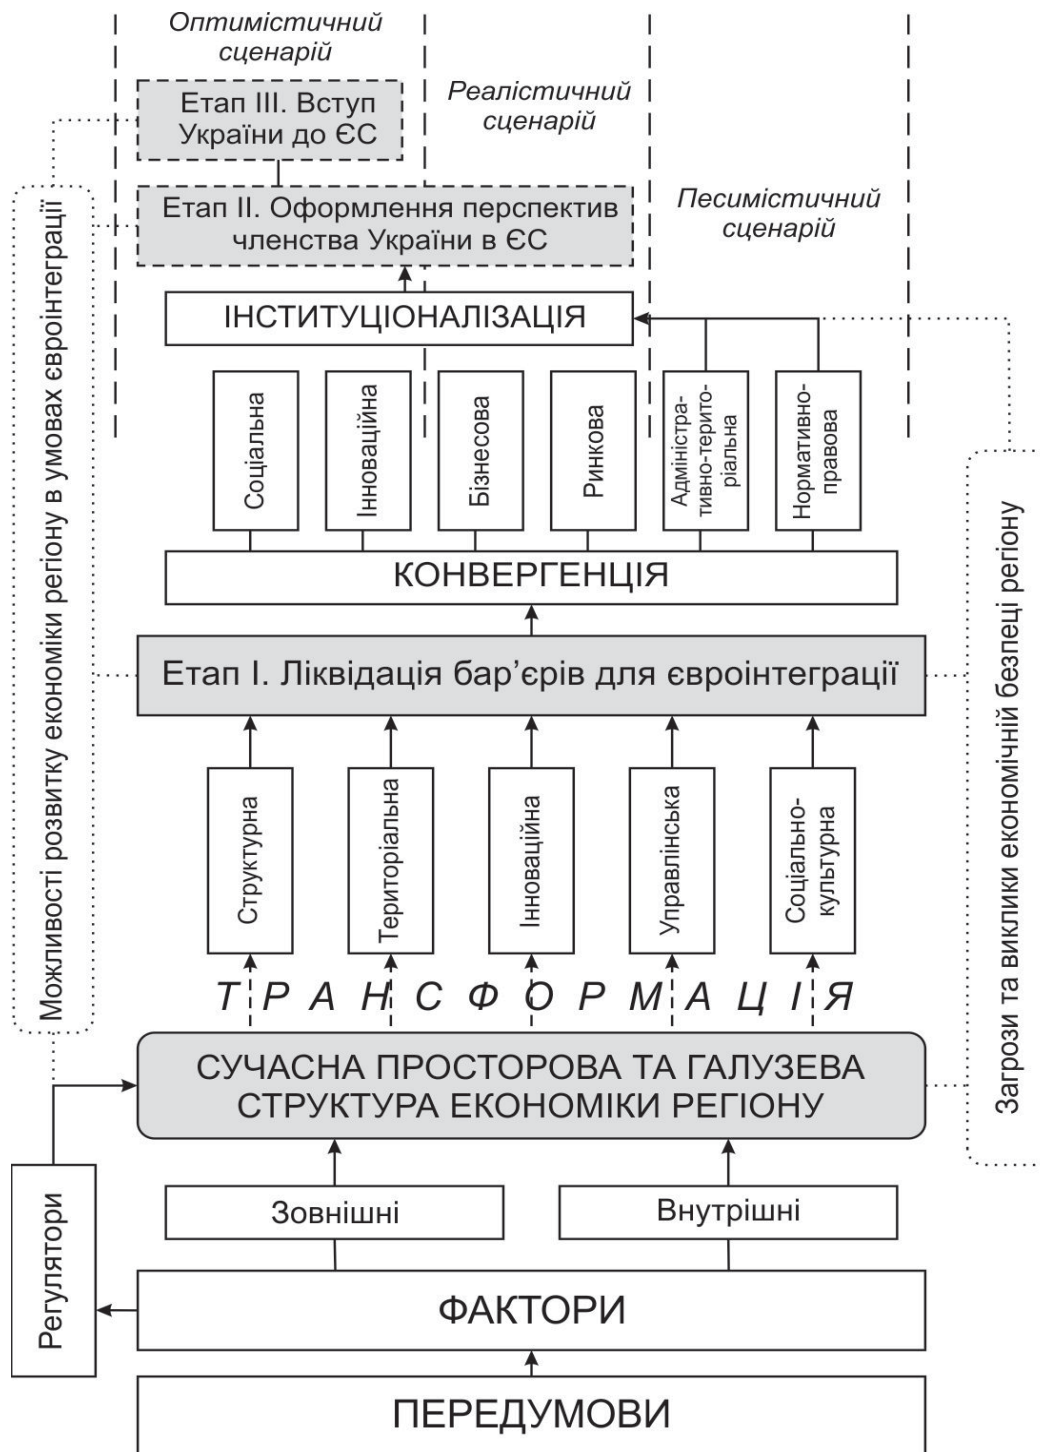 Оптимістичний
сценарій
Реалістичний
сценарій
Песимістичний
сценарій
Етап III. Вступ
України до ЄС
Етап II. Оформлення перспектив
членства України в ЄС
ІНСТИТУЦІОНАЛІЗАЦІЯ
Соціальна
Інноваційна
Бізнесова
Ринкова
Адміністра-
тивно-терито-
ріальна
Нормативно-
правова
КОНВЕРГЕНЦІЯ
Етап I. Ліквідація бар’єрів для євроінтеграції
Структурна
Територіальна
Інноваційна
Управлінська
Соціально-
культурна
ТРАНСФОРМАЦІЯ
СУЧАСНА ПРОСТОРОВА ТА ГАЛУЗЕВА
СТРУКТУРА ЕКОНОМІКИ РЕГІОНУ
Зовнішні
Внутрішні
ФАКТОРИ
ПЕРЕДУМОВИ
Регулятори
Можливості розвитку економіки регіону в умовах євроінтеграції
Загрози та виклики економічній безпеці регіону